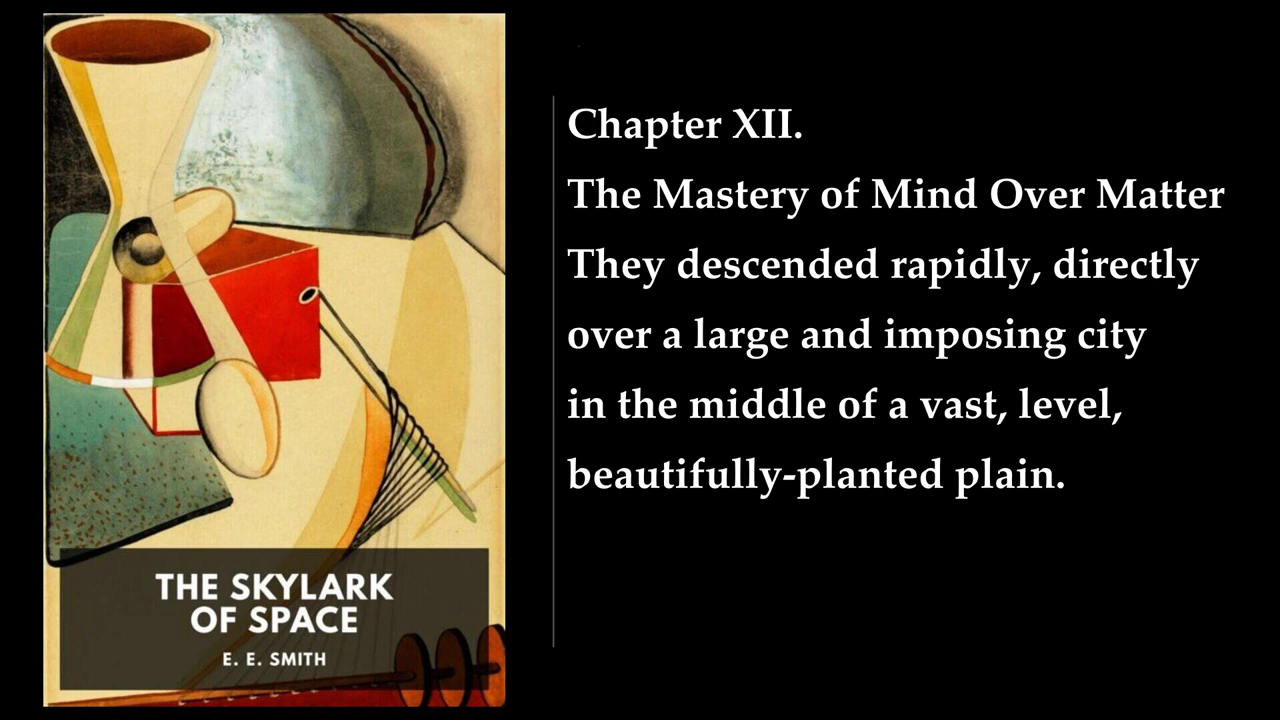 THE SKYLARK
OF SPACE
E. E. SMITH
Chapter XII.
The Mastery of Mind Over Matter
They descended rapidly, directly
over a large and imposing city
in the middle of a vast, level,
beautifully-planted plain.